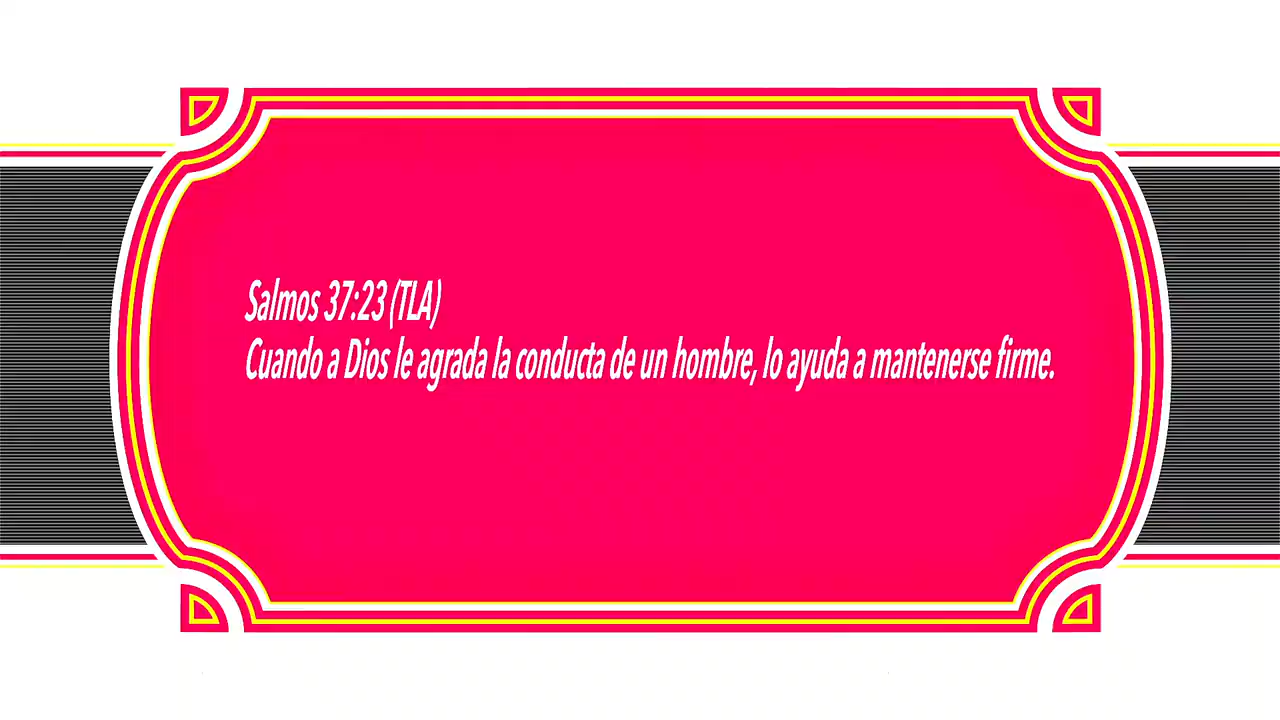 Salmos 37:23 (TLA)
Cuando a Dios le agrada la conducta de un hombre, lo ayuda a mantenerse firme.